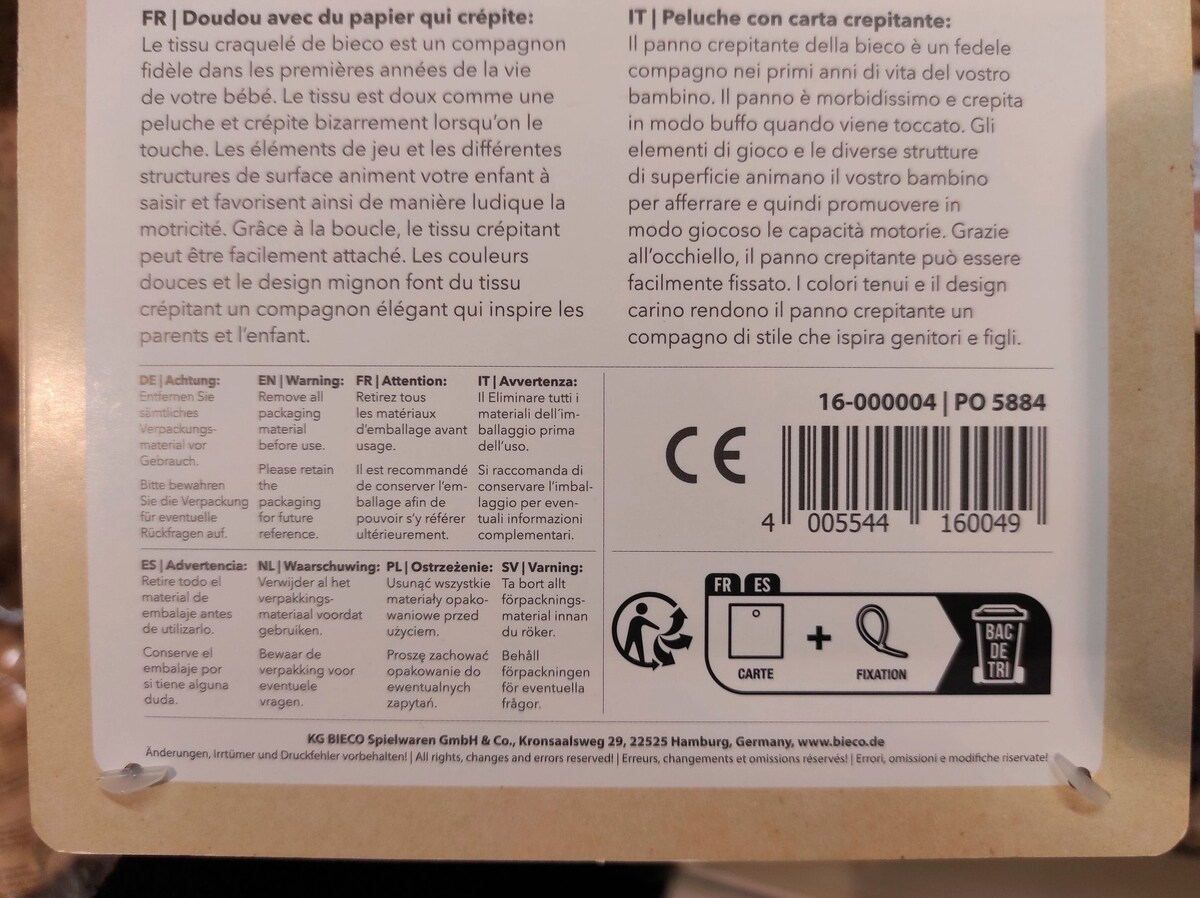 FR | Doudou avec du papier qui crépite:
Le tissu craquelé de bieco est un compagnon
fidèle dans les premières années de la vie
de votre bébé. Le tissu est doux comme une
peluche et crépite bizarrement lorsqu'on le
touche. Les éléments de jeu et les différentes
structures de surface animent votre enfant à
saisir et favorisent ainsi de manière ludique la
motricité. Grâce à la boucle, le tissu crépitant
peut être facilement attaché. Les couleurs
douces et le design mignon font du tissu
crépitant un compagnon élégant qui inspire les
parents et l'enfant.
IT | Peluche con carta crepitante:
Il panno crepitante della bieco è un fedele
compagno nei primi anni di vita del vostro
bambino. Il panno è morbidissimo e crepita
in modo buffo quando viene toccato. Gli
elementi di gioco e le diverse strutture
di superficie animano il vostro bambino
per afferrare e quindi promuovere in
modo giocoso le capacità motorie. Grazie
all'occhiello, il panno crepitante può essere
facilmente fissato. I colori tenui e il design
carino rendono il panno crepitante un
compagno di stile che ispira genitori e figli.
DE | Achtung:
Entfernen Sie
sämtliches
Verpackungs-
material vor
Gebrauch.
Bitte bewahren
Sie die Verpackung
für eventuelle
Rückfragen auf.
EN | Warning:
Remove all
packaging
material
before use.
Please retain
the
packaging
for future
reference.
FR | Attention:
Retirez tous
les matériaux
d'emballage avant
usage.
Il est recommandé
de conserver l'em-
ballage afin de
pouvoir s'y référer
ultérieurement.
IT | Avvertenza:
Il Eliminare tutti i
materiali dell'im-
ballaggio prima
dell'uso.
Si raccomanda di
conservare l'imbal-
laggio per even-
tuali informazioni
complementari.
ES | Advertencia:
Retire todo el
material de
embalaje antes
de utilizarlo.
Conserve el
embalaje por
si tiene alguna
duda.
NL | Waarschuwing:
Verwijder al het
verpakkings-
materiaal voordat
gebruiken.
Bewaar de
verpakking voor
eventuele
vragen.
PL | Ostrzeżenie:
Usunąć wszystkie
materiały opako-
waniowe przed
użyciem.
Proszę zachować
opakowanie do
ewentualnych
zapytań.
SV | Varning:
Ta bort allt
förpacknings-
material innan
du röker.
Behåll
förpackningen
för eventuella
frågor.
16-000004 | PO 5884
CE
4 005544 160049
FR | ES
CARTE
+
FIXATION
BAC
DE
TRI
KG BIECO Spielwaren GmbH & Co., Kronsaalsweg 29, 22525 Hamburg, Germany, www.bieco.de
Änderungen, Irrtümer und Druckfehler vorbehalten! | All rights, changes and errors reserved! | Erreurs, changements et omissions réservés! | Errori, omissioni e modifiche riservate!